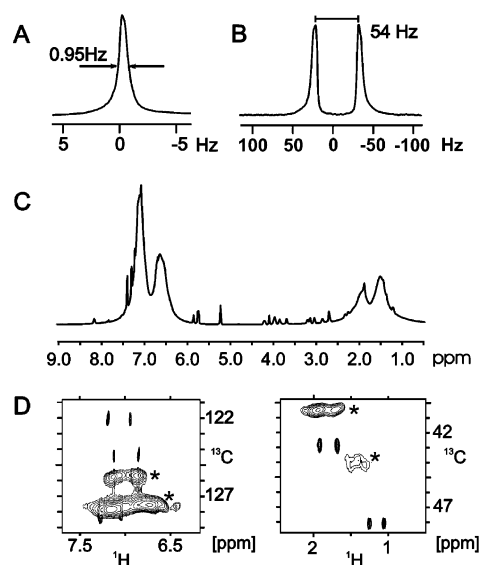 A
0.95Hz
5 0 -5 Hz
B
54 Hz
100 50 0 Hz -50 -100
C
9.0 8.0 7.0 6.0 5.0 4.0 3.0 2.0 1.0 ppm
D
*
*
122
13C
127
7.5 6.5 [ppm]
1H
*
*
42
13C
47
2 1 [ppm]
1H